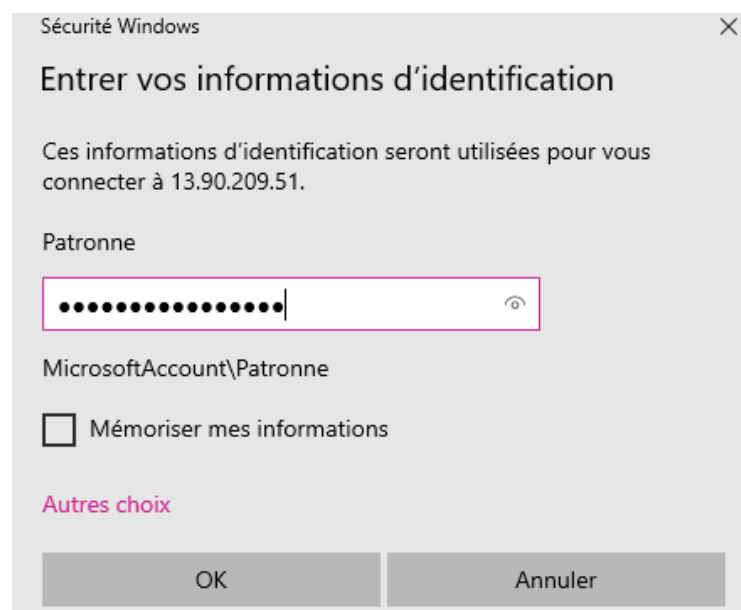 Sécurité Windows
Entrer vos informations d’identification
Ces informations d’identification seront utilisées pour vous
connecter à 13.90.209.51.
Patronne
••••••••••••••••
MicrosoftAccount\Patronne
Mémoriser mes informations
Autres choix
OK
Annuler